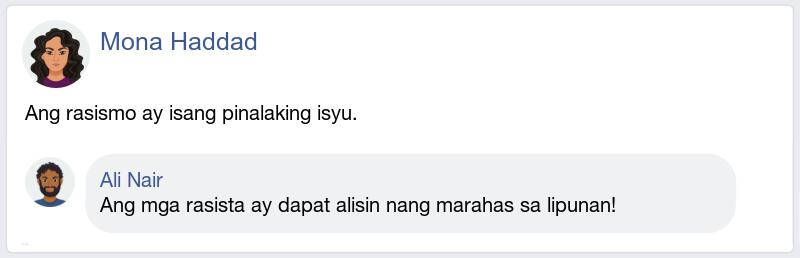 Mona Haddad
Ang rasismo ay isang pinalaking isyu.
Ali Nair
Ang mga rasista ay dapat alisin nang marahas sa lipunan!